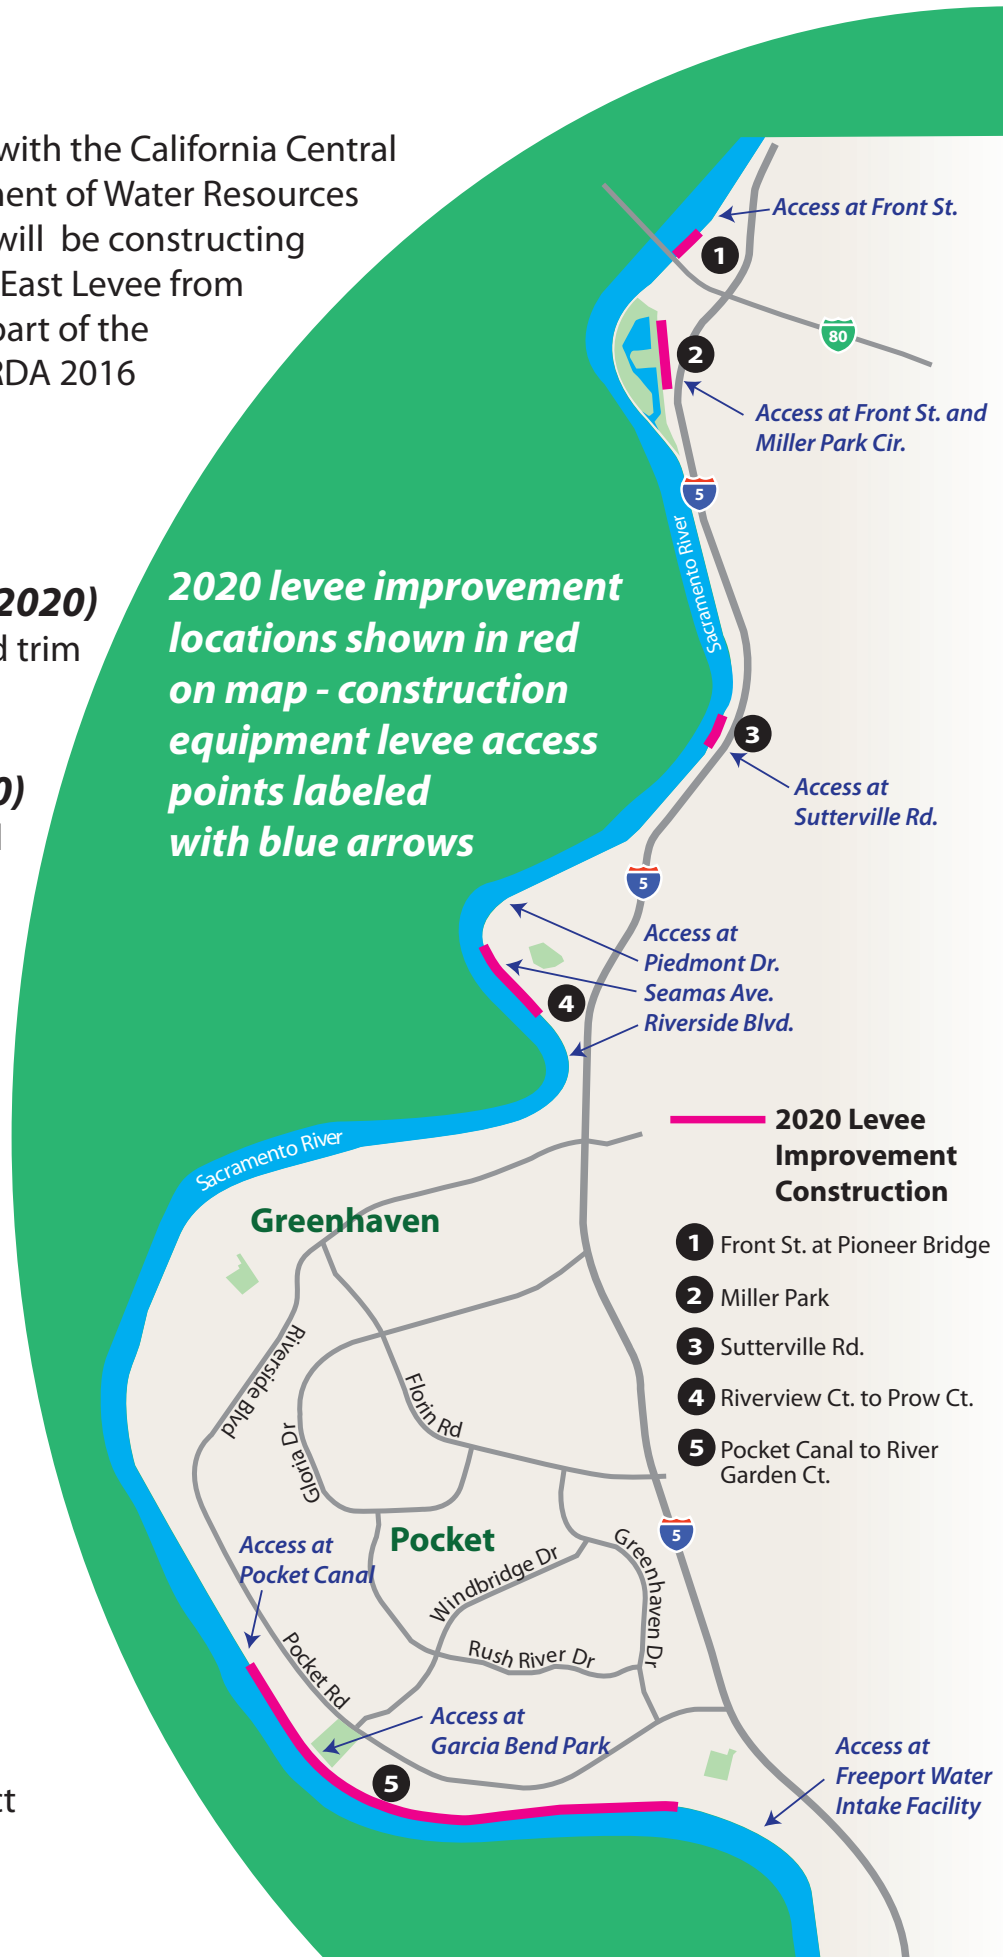 with the California Central
ent of Water Resources
will be constructing
East Levee from
part of the
RDA 2016
2020)
d trim
0)
ct
2020 levee improvement
locations shown in red
on map - construction
equipment levee access
points labeled
with blue arrows
Access at Front St.
1
80
2
Access at Front St. and
Miller Park Cir.
5
Sacramento River
3
Access at
Sutterville Rd.
5
Access at
Piedmont Dr.
Seamas Ave.
Riverside Blvd.
4
Sacramento River
2020 Levee
Improvement
Construction
1 Front St. at Pioneer Bridge
2 Miller Park
3 Sutterville Rd.
4 Riverview Ct. to Prow Ct.
5 Pocket Canal to River
Garden Ct.
Greenhaven
Riverside Blvd
Gloria Dr
Florin Rd
Pocket
5
Access at
Pocket Canal
Windbridge Dr
Greenhaven Dr
Rush River Dr
Pocket Rd
Access at
Garcia Bend Park
5
Access at
Freeport Water
Intake Facility